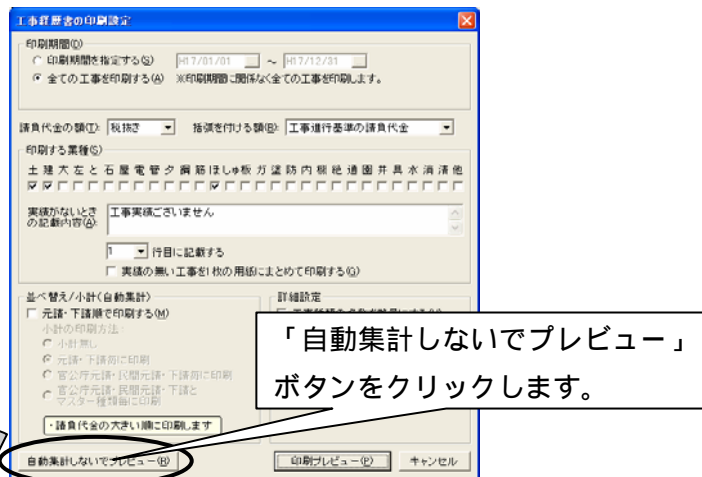 工事経歴書の印刷設定
印刷期間(D)
印刷期間を指定する(S) H17/01/01 ～ H17/12/31
全ての工事を印刷する(A) ※印刷期間に関係なく全ての工事を印刷します。
請負代金の額(T): 税抜き 括弧を付ける額(B): 工事進行基準の請負代金
印刷する業種(G)
土 建 大 左 と 石 屋 電 管 タ 鋼 筋 ほ しゅ 板 ガ 塗 防 内 機 絶 通 園 井 具 水 消 清 他
実績がないとき
の記載内容(A): 工事実績ございません
1 行目に記載する
実績の無い工事を1枚の用紙にまとめて印刷する(G)
並べ替え/小計(自動集計)
元請・下請順で印刷する(M)
小計の印刷方法:
小計無し
元請・下請毎に印刷
官公庁元請・民間元請・下請毎に印刷
官公庁元請・民間元請・下請と
マスター種類毎に印刷
・請負代金の大きい順に印刷します
詳細設定
「自動集計しないでプレビュー」
ボタンをクリックします。
自動集計しないでプレビュー(R) 印刷プレビュー(P) キャンセル